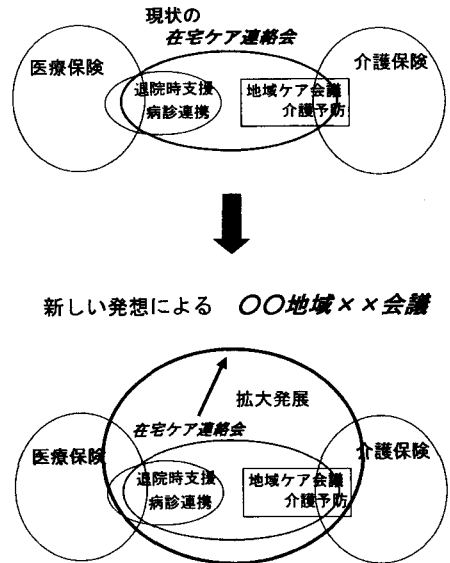 現状の
在宅ケア連絡会
医療保険
介護保険
退院時支援
病診連携
地域ケア会議
介護予防
新しい発想による 〇〇地域××会議
拡大発展
在宅ケア連絡会
医療保険
介護保険
退院時支援
病診連携
地域ケア会議
介護予防